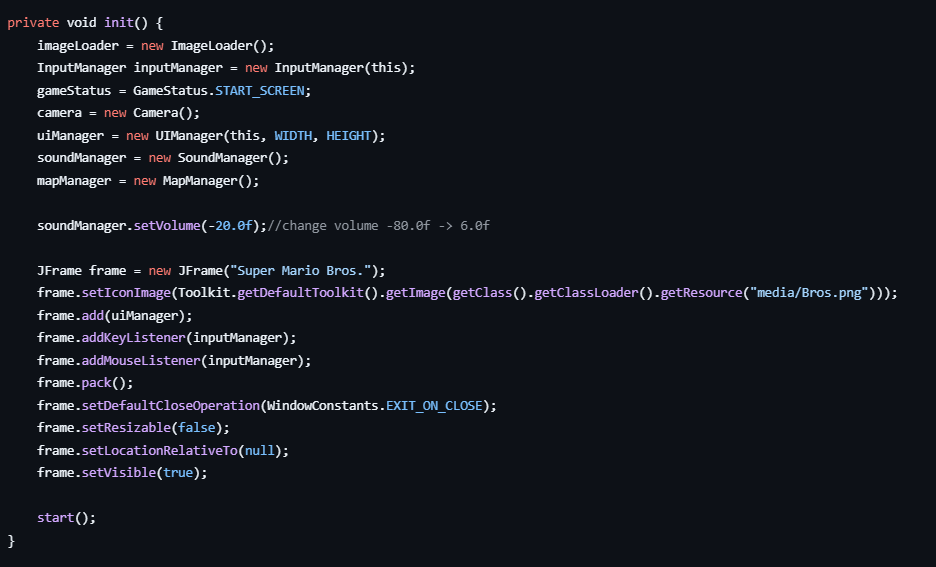 private void init() {
    imageLoader = new ImageLoader();
    InputManager inputManager = new InputManager(this);
    gameStatus = GameStatus.START_SCREEN;
    camera = new Camera();
    uiManager = new UIManager(this, WIDTH, HEIGHT);
    soundManager = new SoundManager();
    mapManager = new MapManager();

    soundManager.setVolume(-20.0f);//change volume -80.0f -> 6.0f

    JFrame frame = new JFrame("Super Mario Bros.");
    frame.setIconImage(Toolkit.getDefaultToolkit().getImage(getClass().getClassLoader().getResource("media/Bros.png")));
    frame.add(uiManager);
    frame.addKeyListener(inputManager);
    frame.addMouseListener(inputManager);
    frame.pack();
    frame.setDefaultCloseOperation(WindowConstants.EXIT_ON_CLOSE);
    frame.setResizable(false);
    frame.setLocationRelativeTo(null);
    frame.setVisible(true);

    start();
}